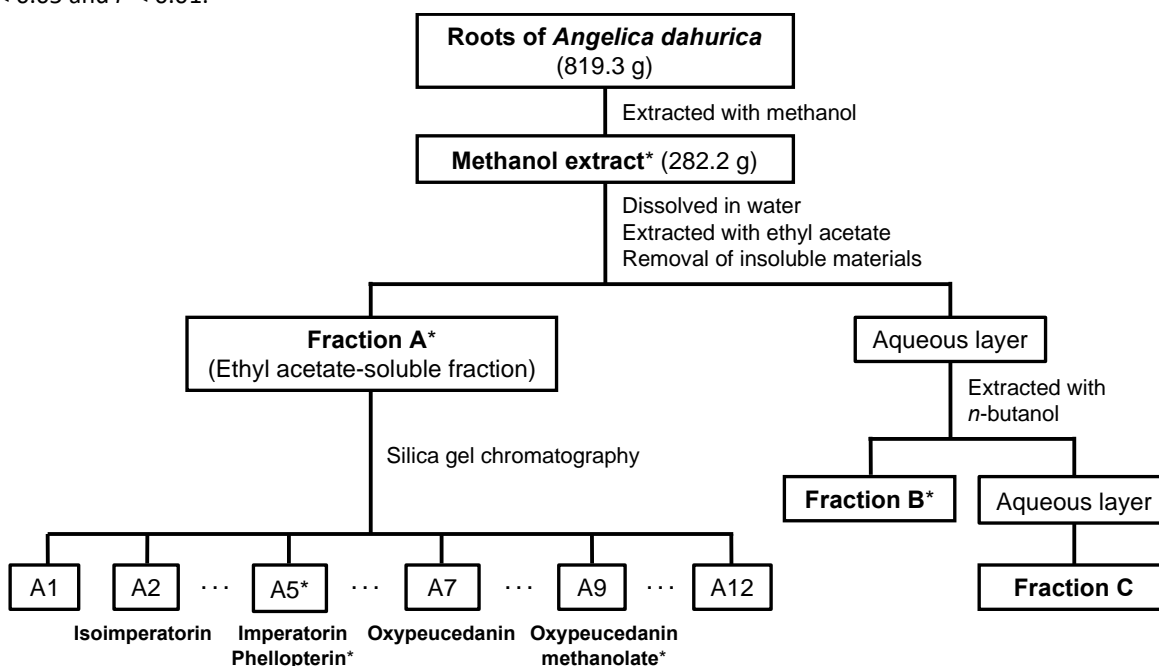 < 0.05 and P < 0.01.
Roots of Angelica dahurica
(819.3 g)
Extracted with methanol
Methanol extract* (282.2 g)
Dissolved in water
Extracted with ethyl acetate
Removal of insoluble materials
Fraction A*
(Ethyl acetate-soluble fraction)
Aqueous layer
Extracted with
n-butanol
Silica gel chromatography
Fraction B*
Aqueous layer
A1 A2 ··· A5* ··· A7 ··· A9 ··· A12
Fraction C
Isoimperatorin Imperatorin Oxypeucedanin Oxypeucedanin
Phellopterin* methanolate*